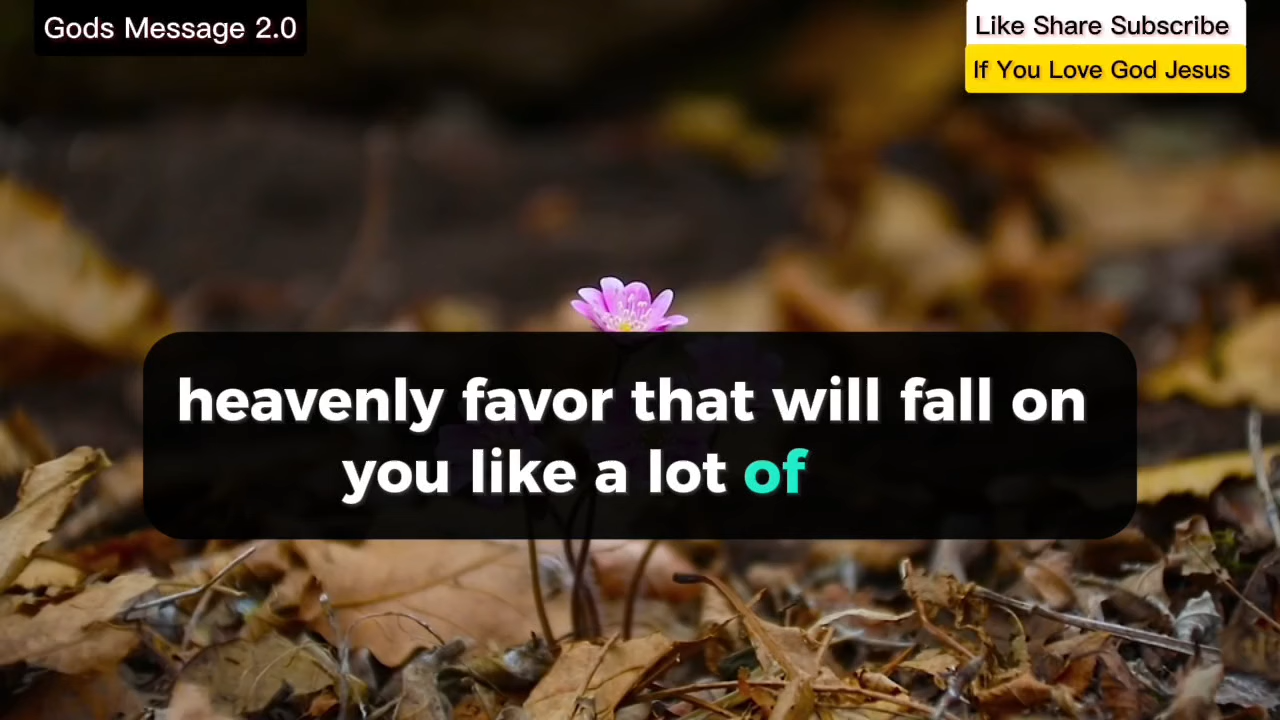 Gods Message 2.0
Like Share Subscribe
If You Love God Jesus
heavenly favor that will fall on
you like a lot of